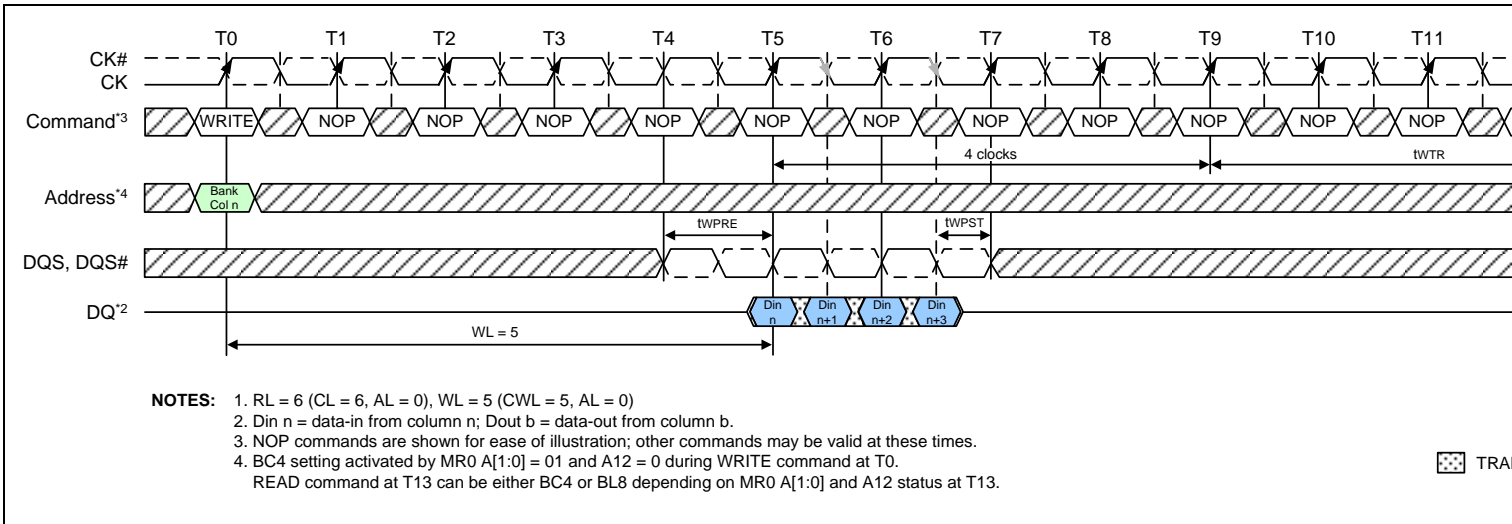 T0 T1 T2 T3 T4 T5 T6 T7 T8 T9 T10 T11
CK#
CK
Command*3 WRITE NOP NOP NOP NOP NOP NOP NOP NOP NOP NOP NOP
4 clocks tWTR
Address*4 Bank
Col n
tWPRE tWPST
DQS, DQS#
DQ*2 Din n Din n+1 Din n+2 Din n+3
WL = 5
NOTES: 1. RL = 6 (CL = 6, AL = 0), WL = 5 (CWL = 5, AL = 0)
2. Din n = data-in from column n; Dout b = data-out from column b.
3. NOP commands are shown for ease of illustration; other commands may be valid at these times.
4. BC4 setting activated by MR0 A[1:0] = 01 and A12 = 0 during WRITE command at T0.
READ command at T13 can be either BC4 or BL8 depending on MR0 A[1:0] and A12 status at T13.